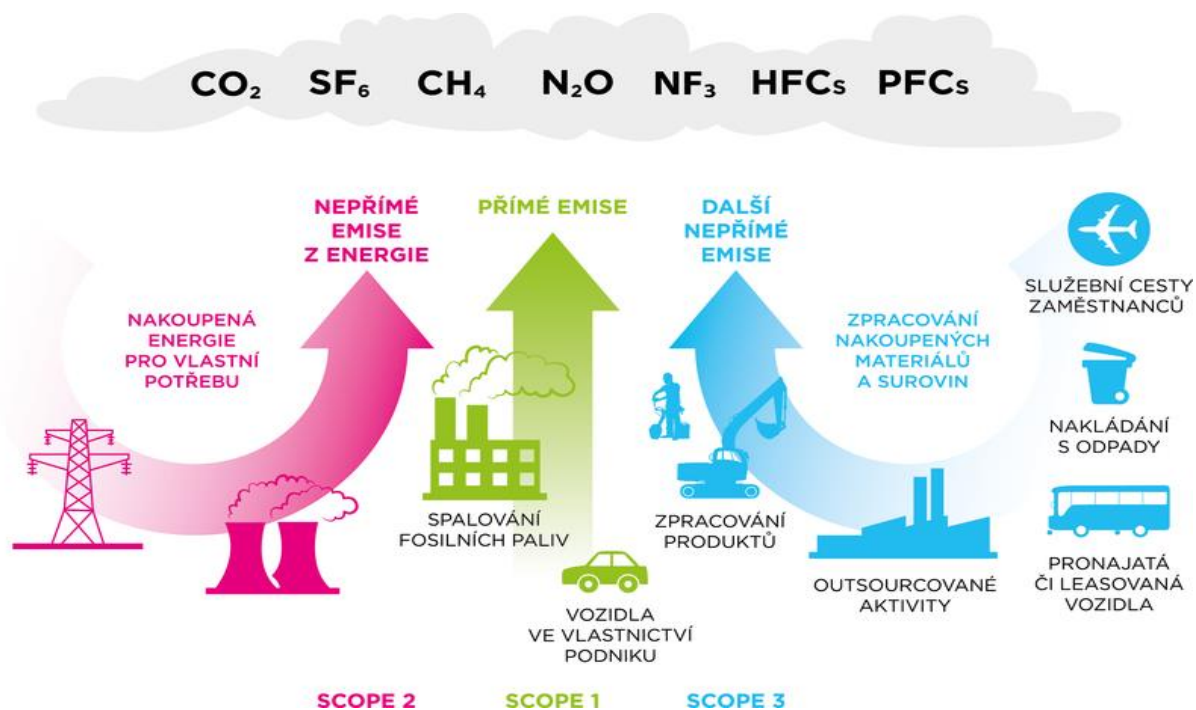 CO₂ SF₆ CH₄ N₂O NF₃ HFCs PFCs
NEPŘÍMÉ
EMISE
Z ENERGIE
PŘÍMÉ EMISE
DALŠÍ
NEPŘÍMÉ
EMISE
NAKOUPENÁ
ENERGIE
PRO VLASTNÍ
POTŘEBU
ZPRACOVÁNÍ
NAKOUPENÝCH
MATERIÁLŮ
A SUROVIN
SLUŽEBNÍ CESTY
ZAMĚSTNANCŮ
NAKLÁDÁNÍ
S ODPADY
SPALOVÁNÍ
FOSILNÍCH PALIV
ZPRACOVÁNÍ
PRODUKTŮ
OUTSOURCOVANÉ
AKTIVITY
PRONAJATÁ
ČI LEASOVANÁ
VOZIDLA
VOZIDLA
VE VLASTNICTVÍ
PODNIKU
SCOPE 2 SCOPE 1 SCOPE 3